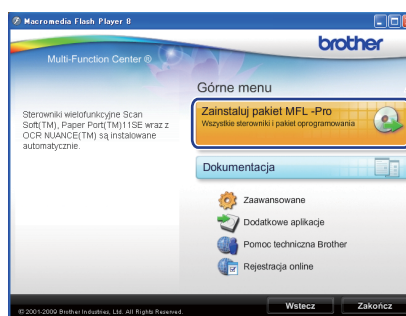 Macromedia Flash Player 8
brother
Multi-Function Center ®
Górne menu
Sterowniki wielofunkcyjne Scan
Soft(TM), Paper Port(TM)11SE wraz z
OCR NUANCE(TM) są instalowane
automatycznie.
Zainstaluj pakiet MFL -Pro
Wszystkie sterowniki i pakiet oprogramowania
Dokumentacja
Zaawansowane
Dodatkowe aplikacje
Pomoc techniczna Brother
Rejestracja online
Wstecz
Zakończ
© 2001-2009 Brother Industries, Ltd. All Rights Reserved.